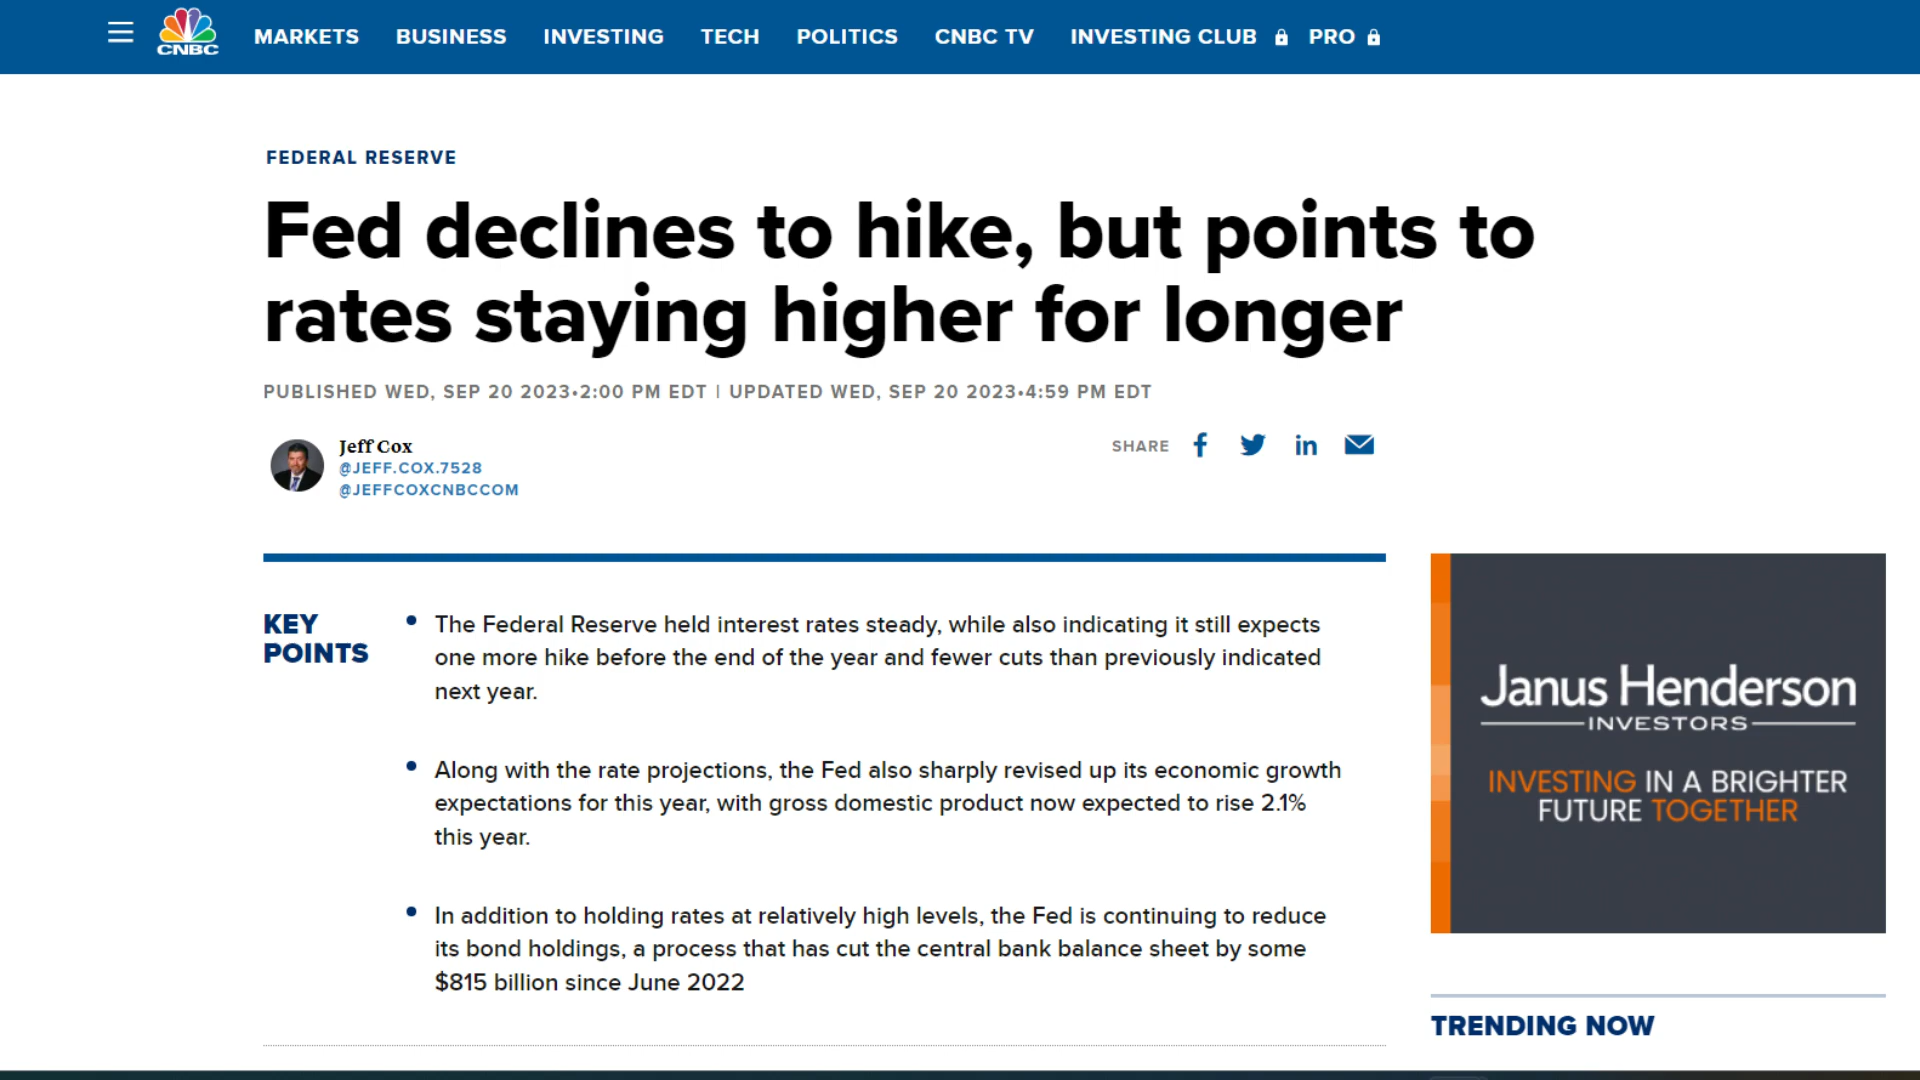 CNBC
MARKETS BUSINESS INVESTING TECH POLITICS CNBC TV INVESTING CLUB PRO
FEDERAL RESERVE
Fed declines to hike, but points to
rates staying higher for longer
PUBLISHED WED, SEP 20 2023•2:00 PM EDT | UPDATED WED, SEP 20 2023•4:59 PM EDT
Jeff Cox
@JEFF.COX.7528
@JEFFCOXCNBCCOM
SHARE
KEY
POINTS
• The Federal Reserve held interest rates steady, while also indicating it still expects
one more hike before the end of the year and fewer cuts than previously indicated
next year.
• Along with the rate projections, the Fed also sharply revised up its economic growth
expectations for this year, with gross domestic product now expected to rise 2.1%
this year.
• In addition to holding rates at relatively high levels, the Fed is continuing to reduce
its bond holdings, a process that has cut the central bank balance sheet by some
$815 billion since June 2022
Janus Henderson
INVESTORS
INVESTING IN A BRIGHTER
FUTURE TOGETHER
TRENDING NOW